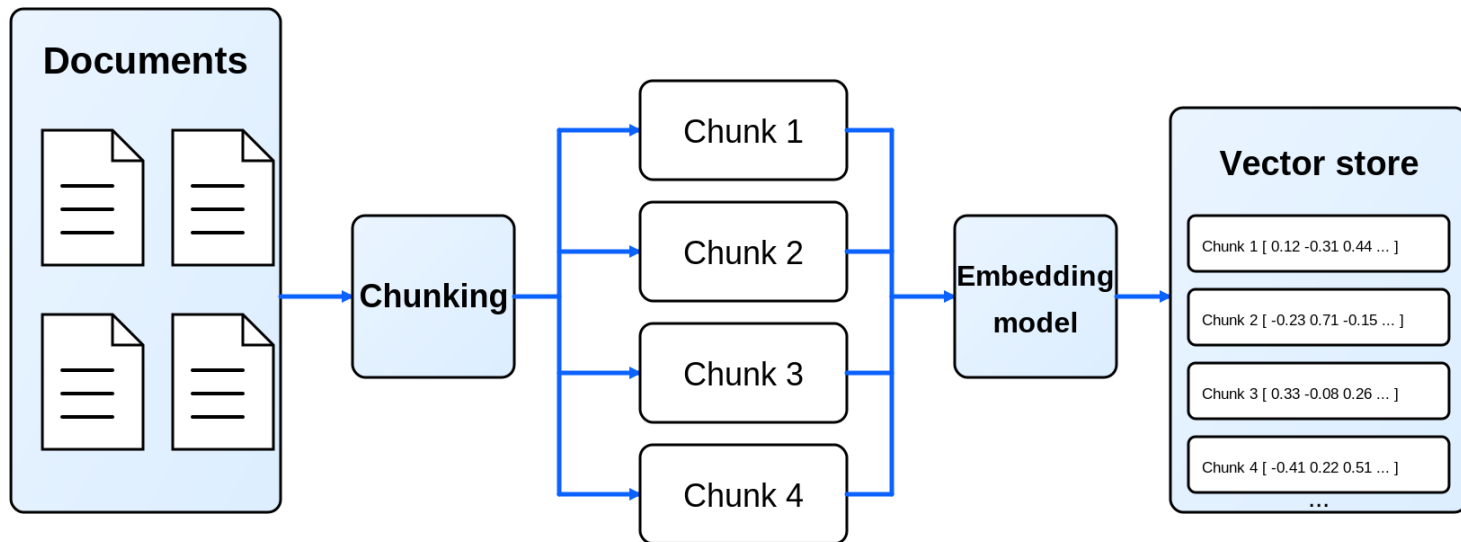 Documents
Chunking
Chunk 1
Chunk 2
Chunk 3
Chunk 4
Embedding
model
Vector store
Chunk 1 [ 0.12 -0.31 0.44 ... ]
Chunk 2 [ -0.23 0.71 -0.15 ... ]
Chunk 3 [ 0.33 -0.08 0.26 ... ]
Chunk 4 [ -0.41 0.22 0.51 ... ]
...